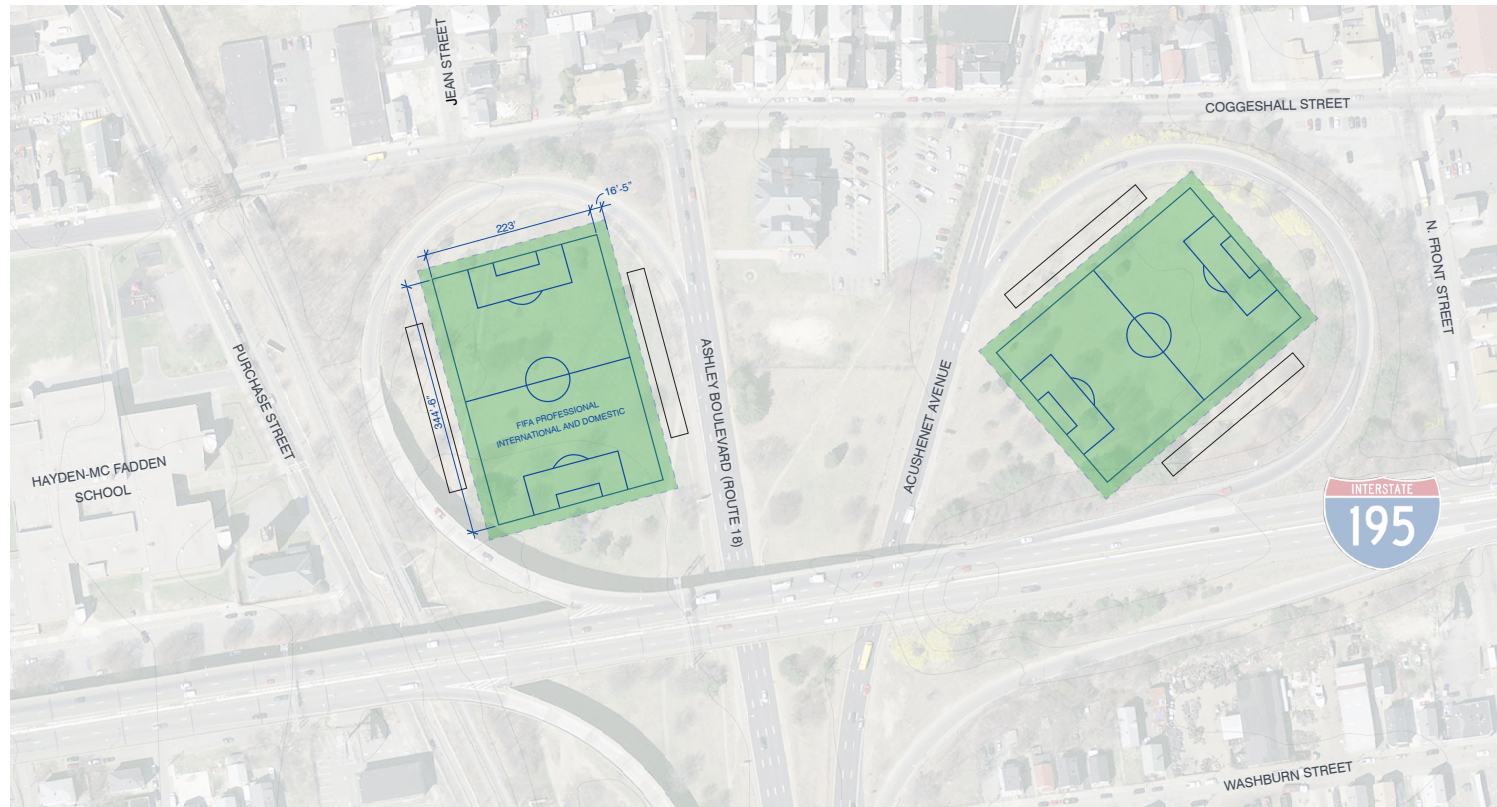 JEAN STREET
COGGESHALL STREET
16'-5"
223'
N. FRONT STREET
PURCHASE STREET
ASHLEY BOULEVARD (ROUTE 18)
ACUSHENET AVENUE
344'-6"
FIFA PROFESSIONAL
INTERNATIONAL AND DOMESTIC
HAYDEN-MC FADDEN
SCHOOL
INTERSTATE
195
WASHBURN STREET